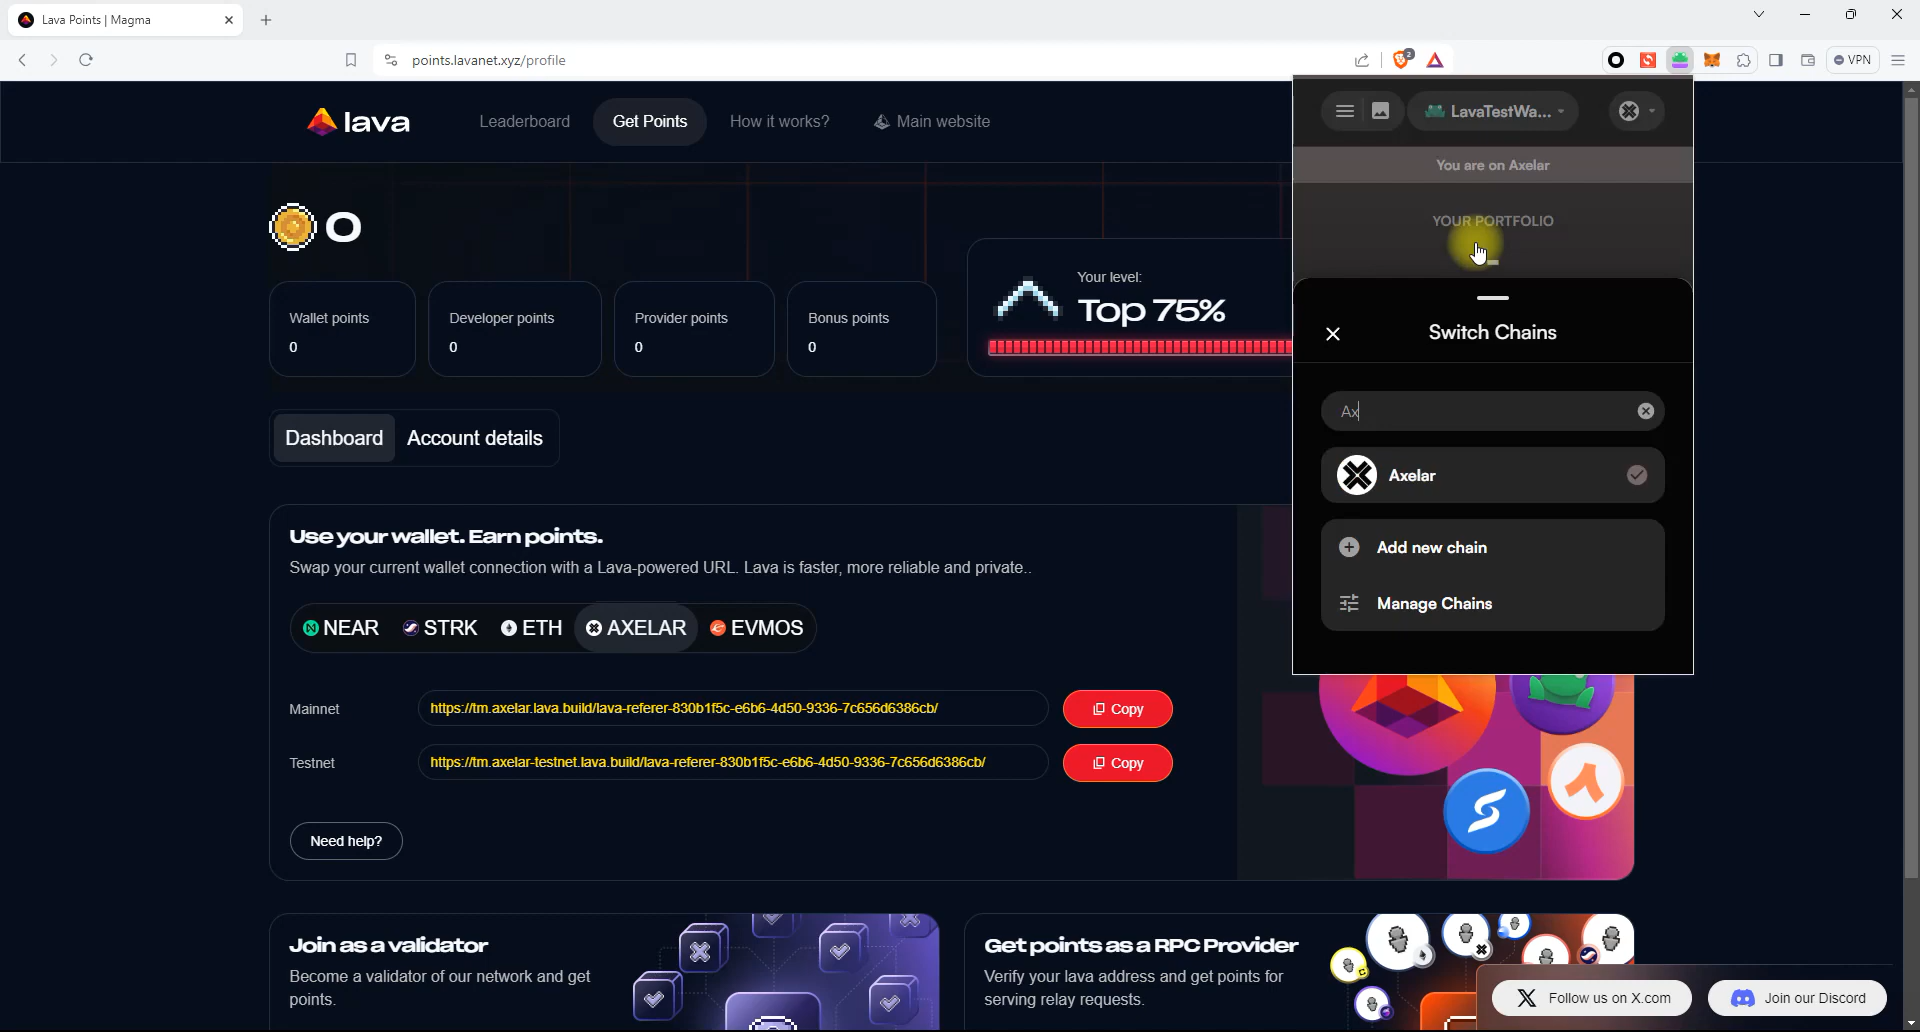 Lava Points | Magma
points.lavanet.xyz/profile
2
VPN
lava
Leaderboard
Get Points
How it works?
Main website
LavaTestWa...
You are on Axelar
YOUR PORTFOLIO
0
Wallet points
0
Developer points
0
Provider points
0
Bonus points
0
Your level:
Top 75%
Switch Chains
Ax
Axelar
Add new chain
Manage Chains
Dashboard
Account details
Use your wallet. Earn points.
Swap your current wallet connection with a Lava-powered URL. Lava is faster, more reliable and private..
NEAR
STRK
ETH
AXELAR
EVMOS
Mainnet
https://tm.axelar.lava.build/lava-referer-830b1f5c-e6b6-4d50-9336-7c656d6386cb/
Copy
Testnet
https://tm.axelar-testnet.lava.build/lava-referer-830b1f5c-e6b6-4d50-9336-7c656d6386cb/
Copy
Need help?
Join as a validator
Become a validator of our network and get
points.
Get points as a RPC Provider
Verify your lava address and get points for
serving relay requests.
Follow us on X.com
Join our Discord